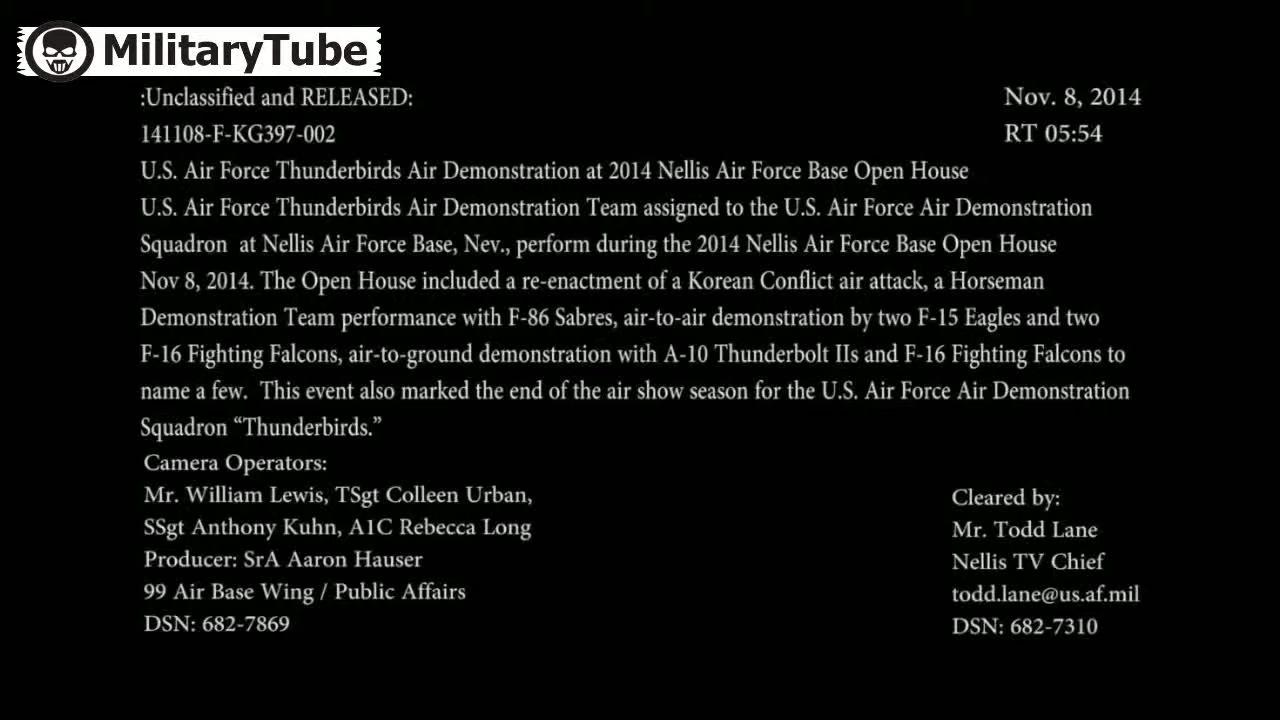 MilitaryTube
:Unclassified and RELEASED:
Nov. 8, 2014
141108-F-KG397-002
RT 05:54
U.S. Air Force Thunderbirds Air Demonstration at 2014 Nellis Air Force Base Open House
U.S. Air Force Thunderbirds Air Demonstration Team assigned to the U.S. Air Force Air Demonstration
Squadron  at Nellis Air Force Base, Nev., perform during the 2014 Nellis Air Force Base Open House
Nov 8, 2014. The Open House included a re-enactment of a Korean Conflict air attack, a Horseman
Demonstration Team performance with F-86 Sabres, air-to-air demonstration by two F-15 Eagles and two
F-16 Fighting Falcons, air-to-ground demonstration with A-10 Thunderbolt IIs and F-16 Fighting Falcons to
name a few.  This event also marked the end of the air show season for the U.S. Air Force Air Demonstration
Squadron “Thunderbirds.”
Camera Operators:
Mr. William Lewis, TSgt Colleen Urban,
SSgt Anthony Kuhn, A1C Rebecca Long
Producer: SrA Aaron Hauser
99 Air Base Wing / Public Affairs
DSN: 682-7869
Cleared by:
Mr. Todd Lane
Nellis TV Chief
todd.lane@us.af.mil
DSN: 682-7310